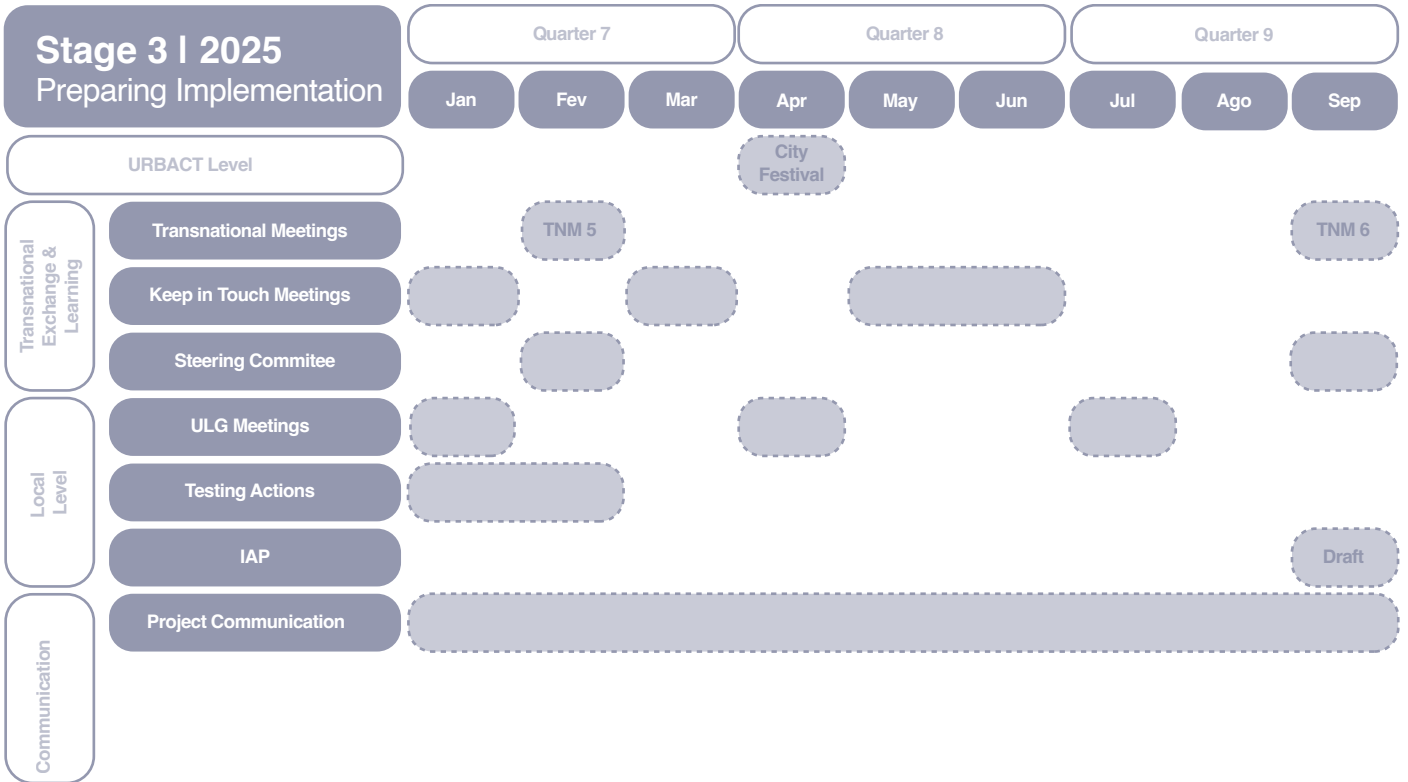 Stage 3 | 2025
Preparing Implementation
Quarter 7
Quarter 8
Quarter 9
Jan
Fev
Mar
Apr
May
Jun
Jul
Ago
Sep
URBACT Level
City
Festival
Transnational
Exchange &
Learning
Transnational Meetings
TNM 5
TNM 6
Keep in Touch Meetings
Steering Commitee
Local
Level
ULG Meetings
Testing Actions
IAP
Draft
Communication
Project Communication